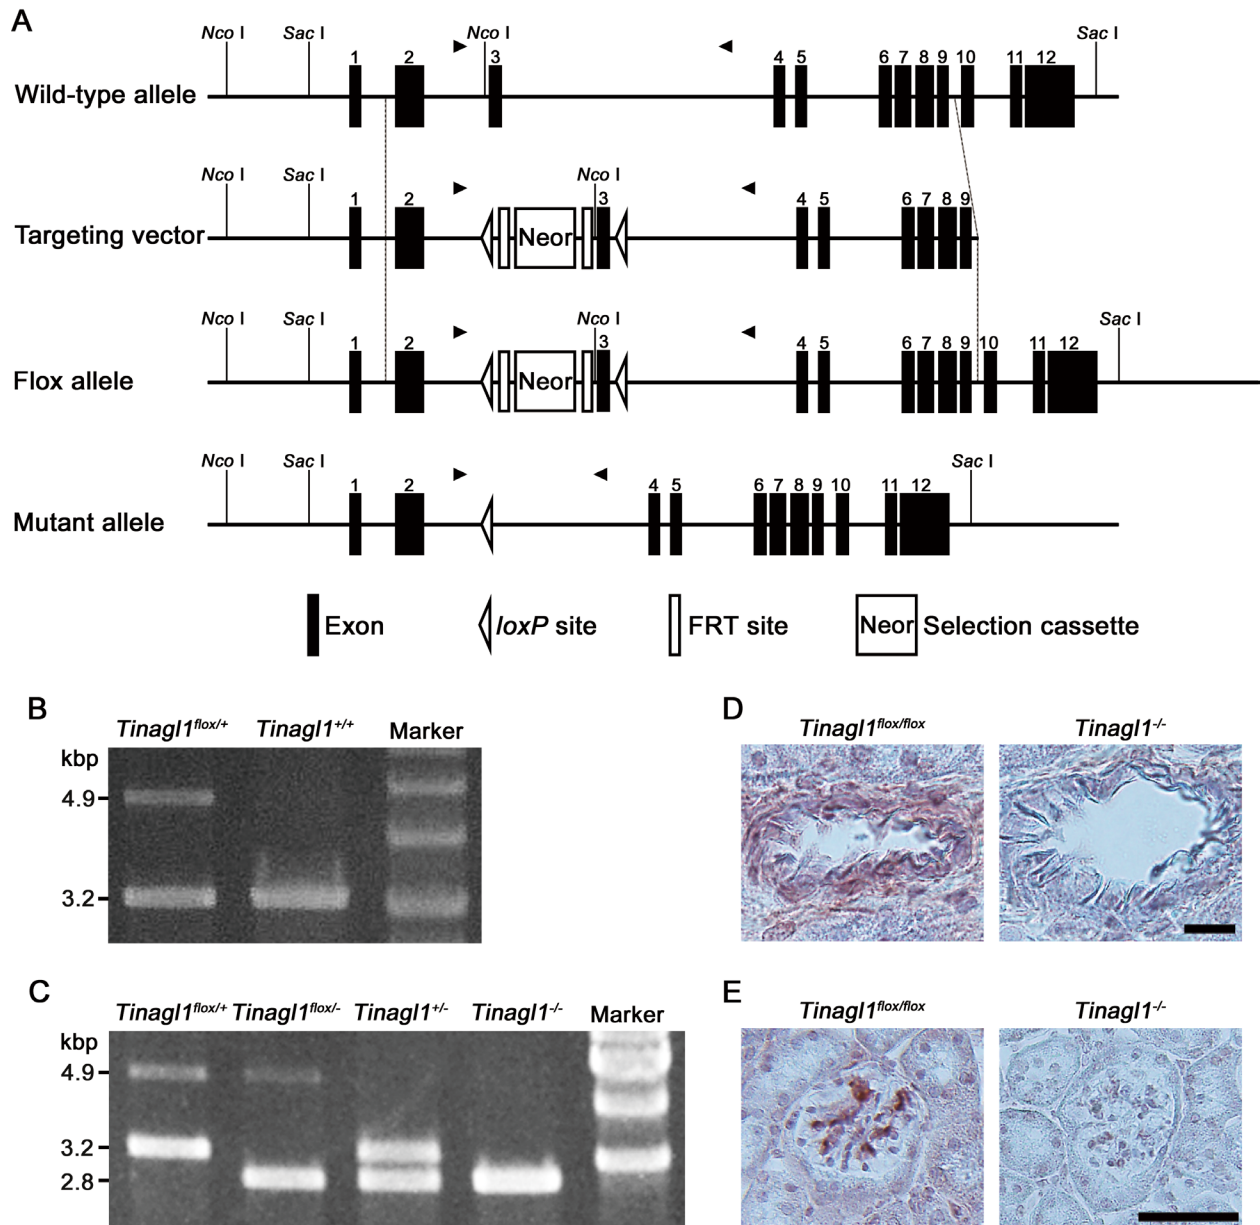 A
Nco I Sac I Nco I Sac I
1 2 3 4 5 6 7 8 9 10 11 12
Wild-type allele
Nco I Sac I Nco I
1 2 3 4 5 6 7 8 9
Targeting vector Neor
Nco I Sac I Nco I Sac I
1 2 3 4 5 6 7 8 9 10 11 12
Flox allele Neor
Nco I Sac I Sac I
1 2 4 5 6 7 8 9 10 11 12
Mutant allele
Exon loxP site FRT site Neor Selection cassette
B
Tinagl1flox/+ Tinagl1+/+ Marker
kbp
4.9
3.2
C
Tinagl1flox/+ Tinagl1flox/- Tinagl1+/- Tinagl1-/- Marker
kbp
4.9
3.2
2.8
D
Tinagl1flox/flox Tinagl1-/-
E
Tinagl1flox/flox Tinagl1-/-